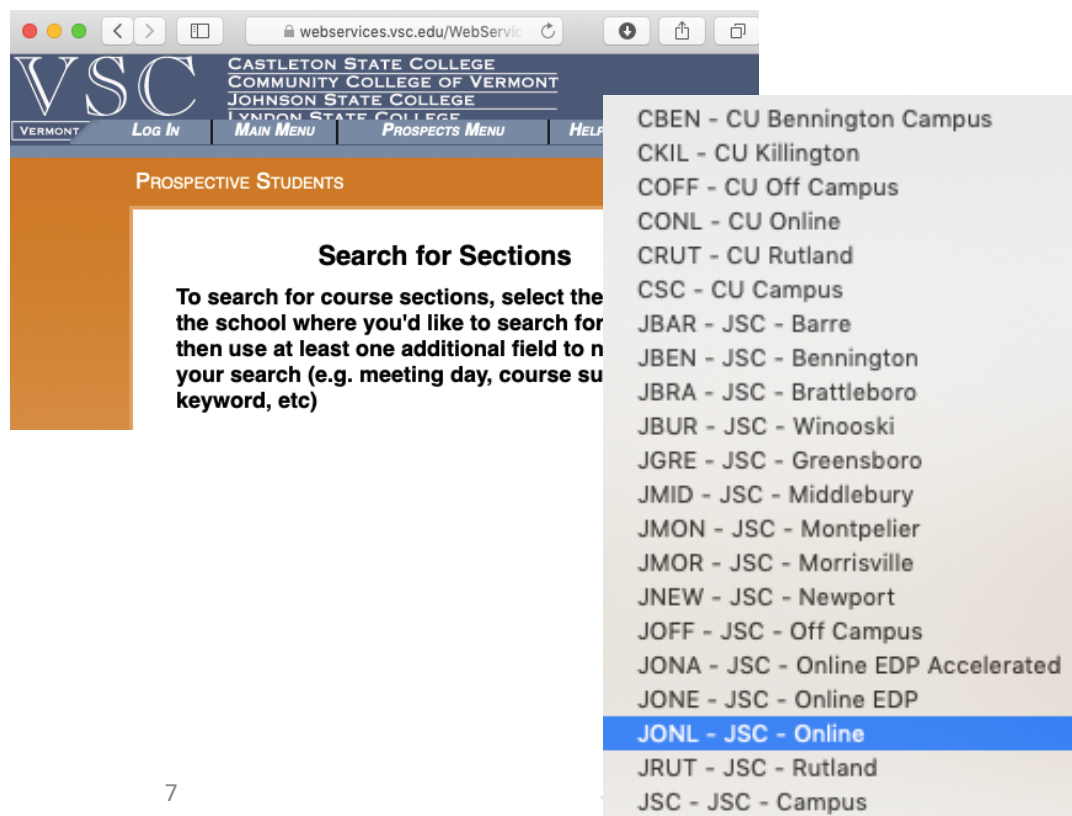 webservices.vsc.edu/WebServic
VSC
CASTLETON STATE COLLEGE
COMMUNITY COLLEGE OF VERMONT
JOHNSON STATE COLLEGE
LYNDON STATE COLLEGE
VERMONT
LOG IN
MAIN MENU
PROSPECTS MENU
HELP
PROSPECTIVE STUDENTS
Search for Sections
To search for course sections, select the
the school where you'd like to search for
then use at least one additional field to n
your search (e.g. meeting day, course su
keyword, etc)
CBEN - CU Bennington Campus
CKIL - CU Killington
COFF - CU Off Campus
CONL - CU Online
CRUT - CU Rutland
CSC - CU Campus
JBAR - JSC - Barre
JBEN - JSC - Bennington
JBRA - JSC - Brattleboro
JBUR - JSC - Winooski
JGRE - JSC - Greensboro
JMID - JSC - Middlebury
JMON - JSC - Montpelier
JMOR - JSC - Morrisville
JNEW - JSC - Newport
JOFF - JSC - Off Campus
JONA - JSC - Online EDP Accelerated
JONE - JSC - Online EDP
JONL - JSC - Online
JRUT - JSC - Rutland
JSC - JSC - Campus
7